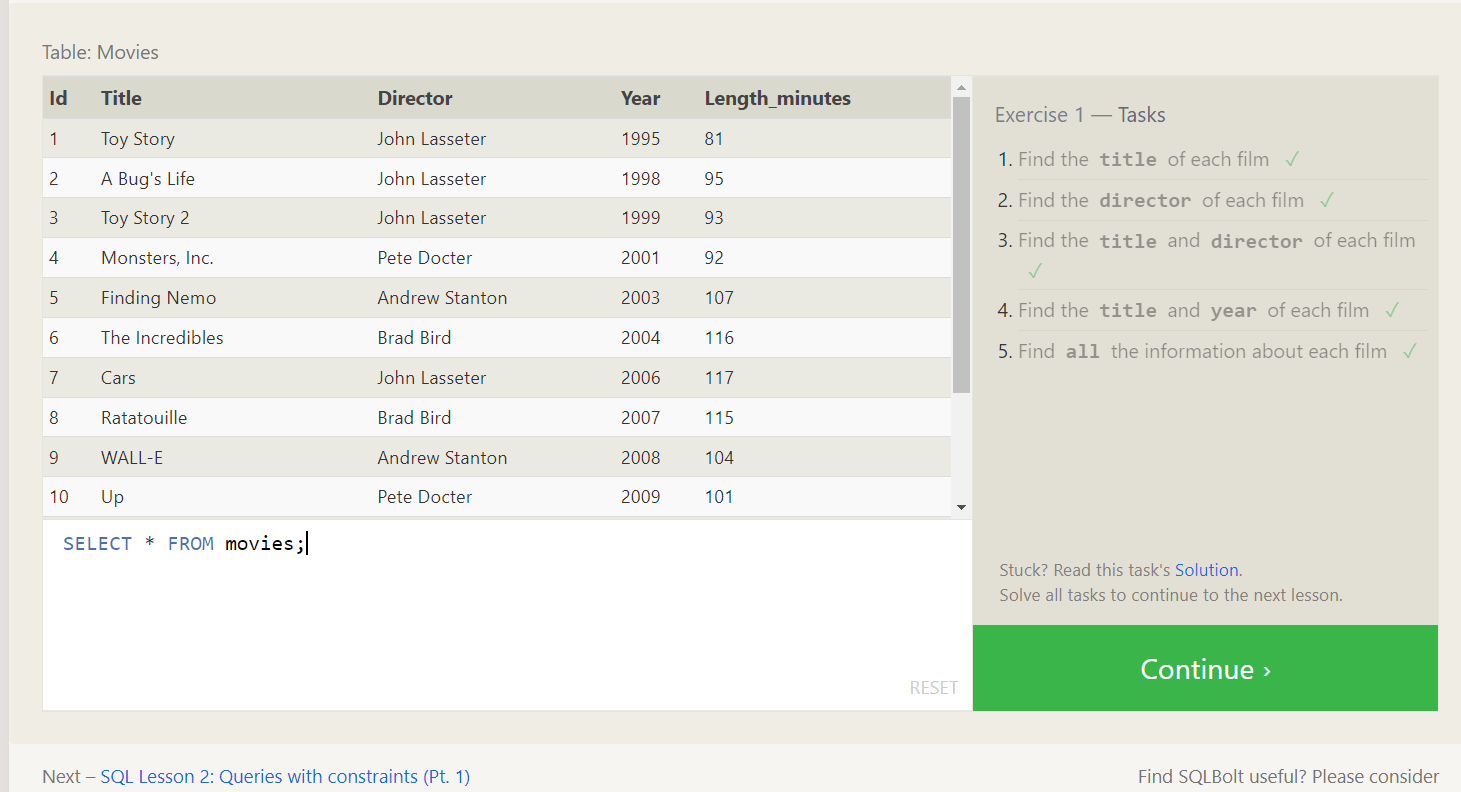 Table: Movies
Id Title Director Year Length_minutes
1 Toy Story John Lasseter 1995 81
2 A Bug's Life John Lasseter 1998 95
3 Toy Story 2 John Lasseter 1999 93
4 Monsters, Inc. Pete Docter 2001 92
5 Finding Nemo Andrew Stanton 2003 107
6 The Incredibles Brad Bird 2004 116
7 Cars John Lasseter 2006 117
8 Ratatouille Brad Bird 2007 115
9 WALL-E Andrew Stanton 2008 104
10 Up Pete Docter 2009 101
SELECT * FROM movies;
RESET
Exercise 1 — Tasks
1. Find the title of each film ✓
2. Find the director of each film ✓
3. Find the title and director of each film
✓
4. Find the title and year of each film ✓
5. Find all the information about each film ✓
Stuck? Read this task's Solution.
Solve all tasks to continue to the next lesson.
Continue ›
Next – SQL Lesson 2: Queries with constraints (Pt. 1)
Find SQLBolt useful? Please consider